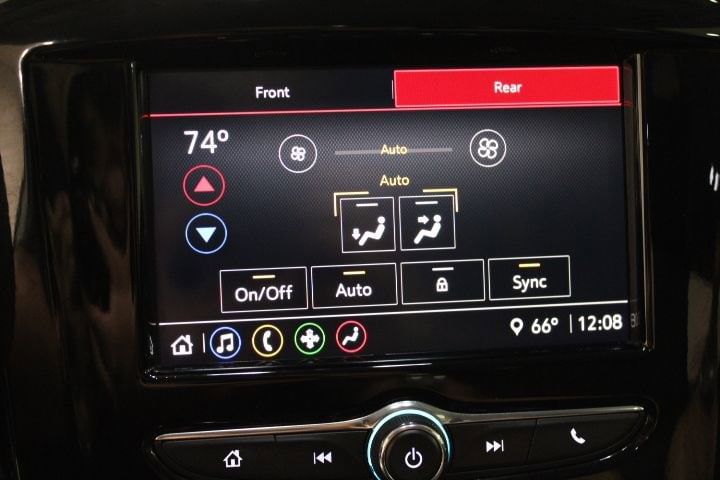 Front
Rear
74°
Auto
Auto
On/Off
Auto
Sync
66° 12:08